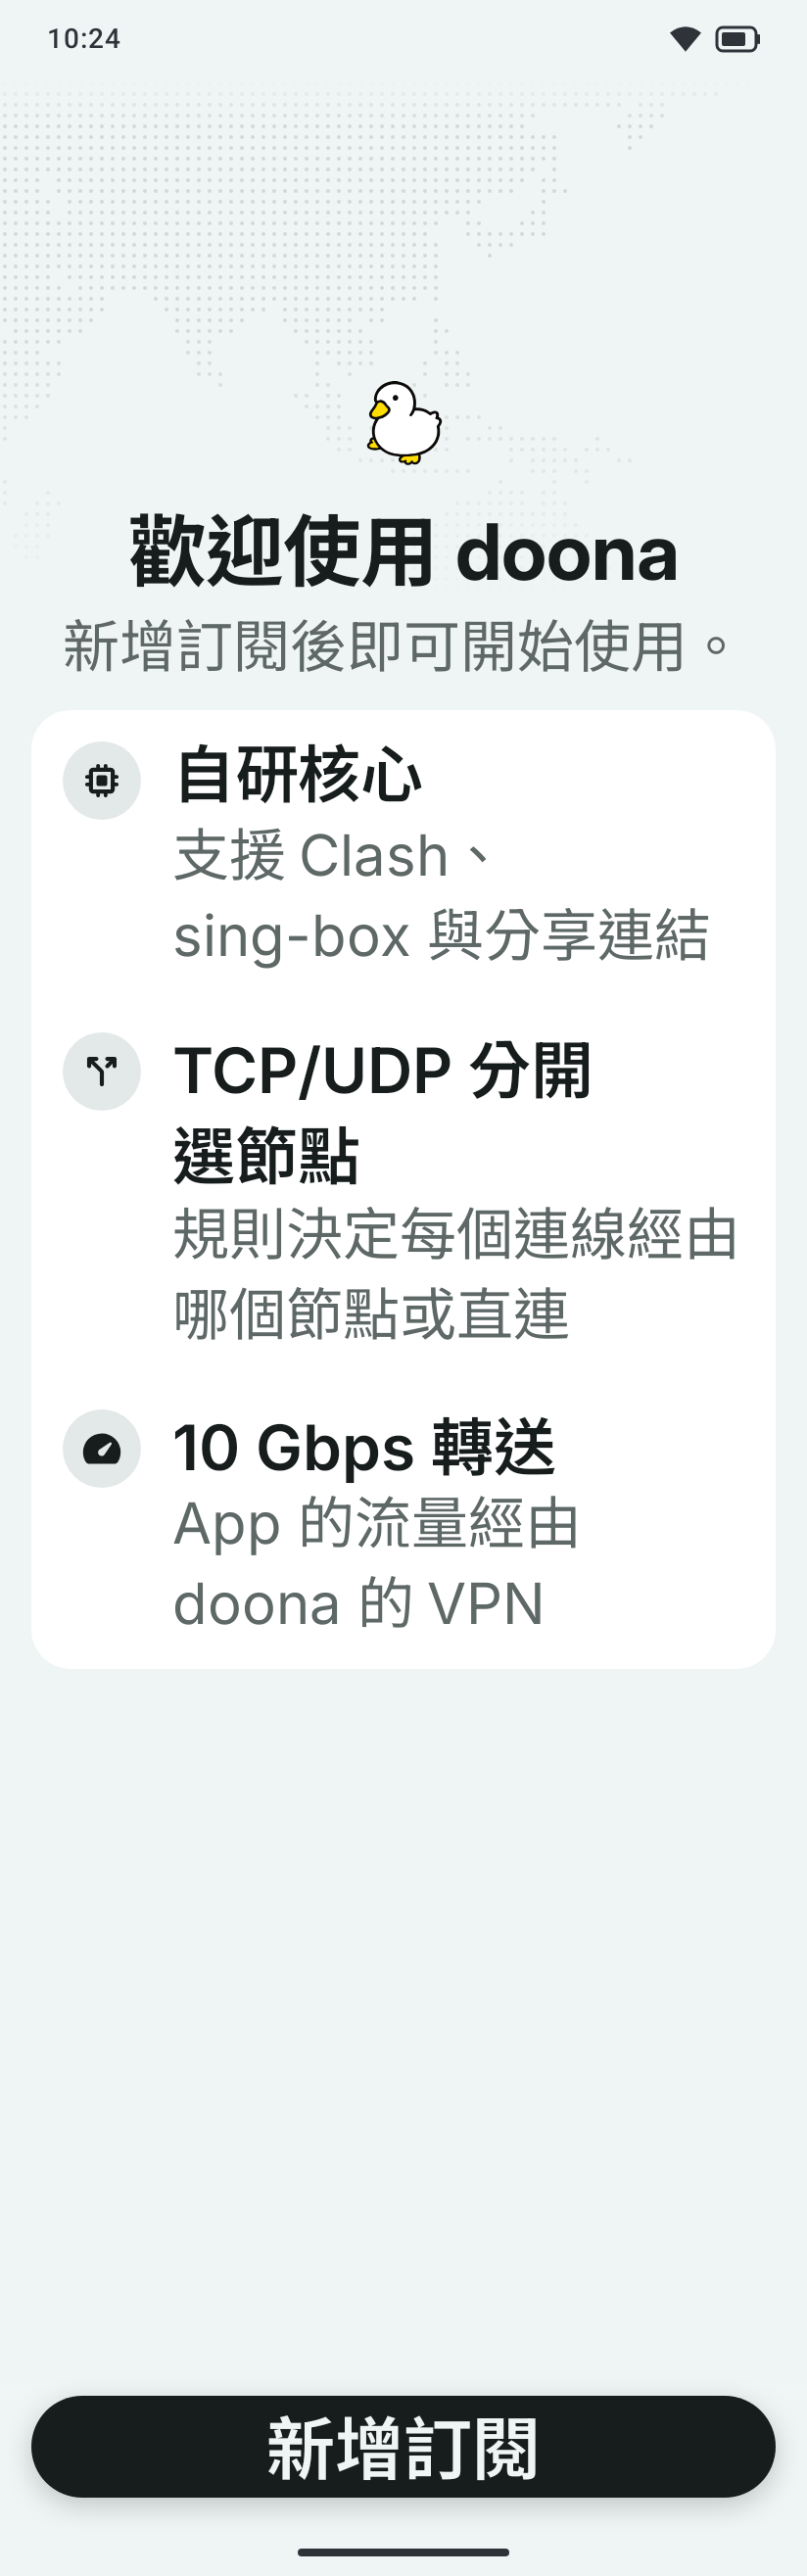 10:24
歡迎使用 doona
新增訂閱後即可開始使用。
自研核心
支援 Clash、
sing-box 與分享連結
TCP/UDP 分開
選節點
規則決定每個連線經由
哪個節點或直連
10 Gbps 轉送
App 的流量經由
doona 的 VPN
新增訂閱